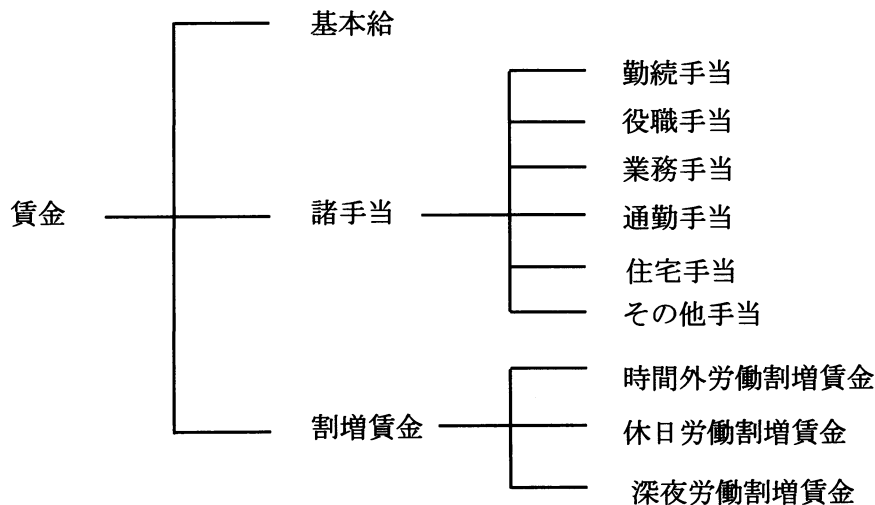 基本給
勤続手当
役職手当
業務手当
賃金
諸手当
通勤手当
住宅手当
その他手当
時間外労働割増賃金
割増賃金
休日労働割増賃金
深夜労働割増賃金